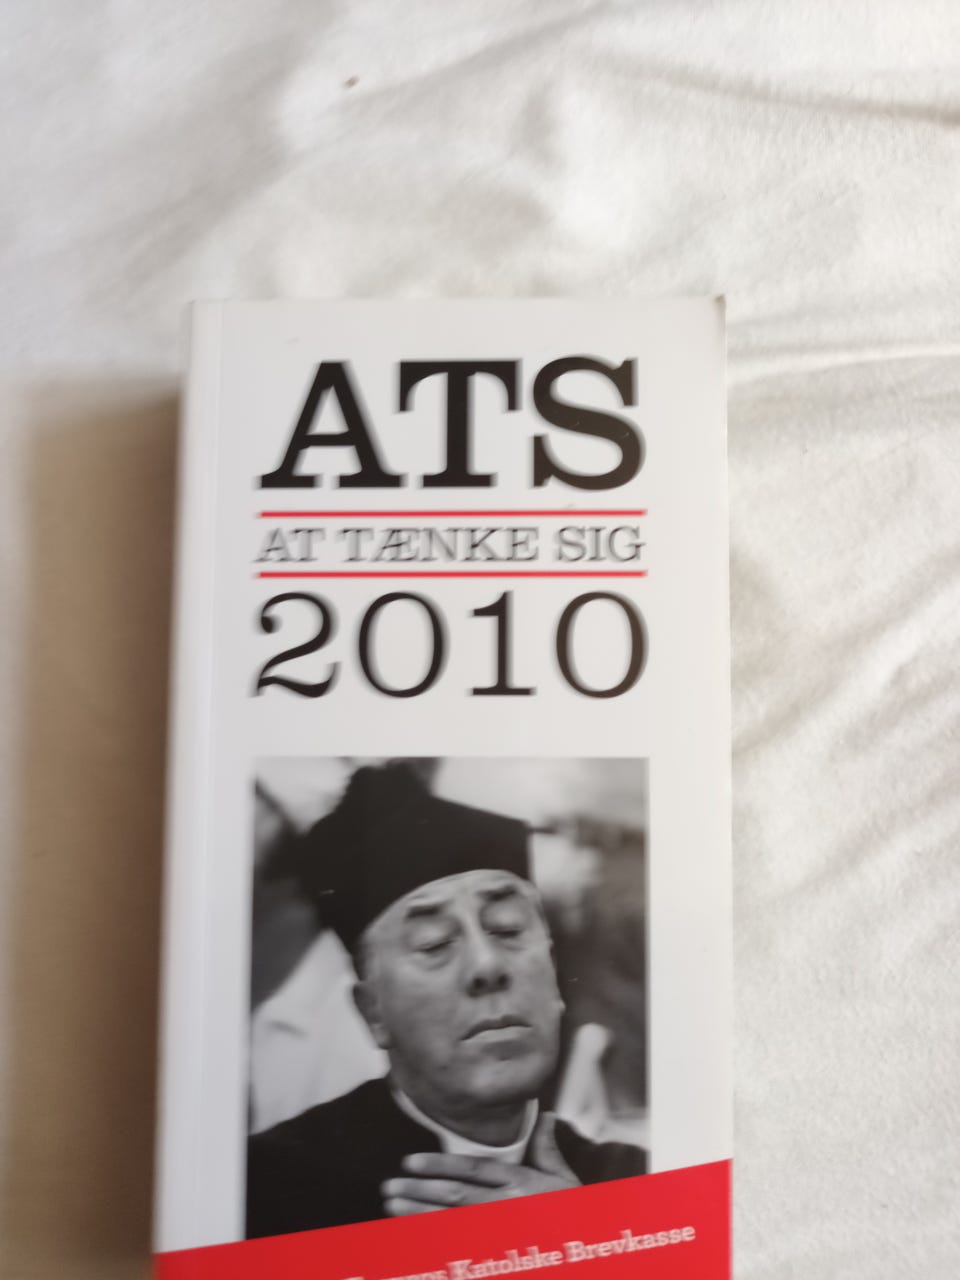 ATS
AT TÆNKE SIG
2010
Katolske Brevkasse